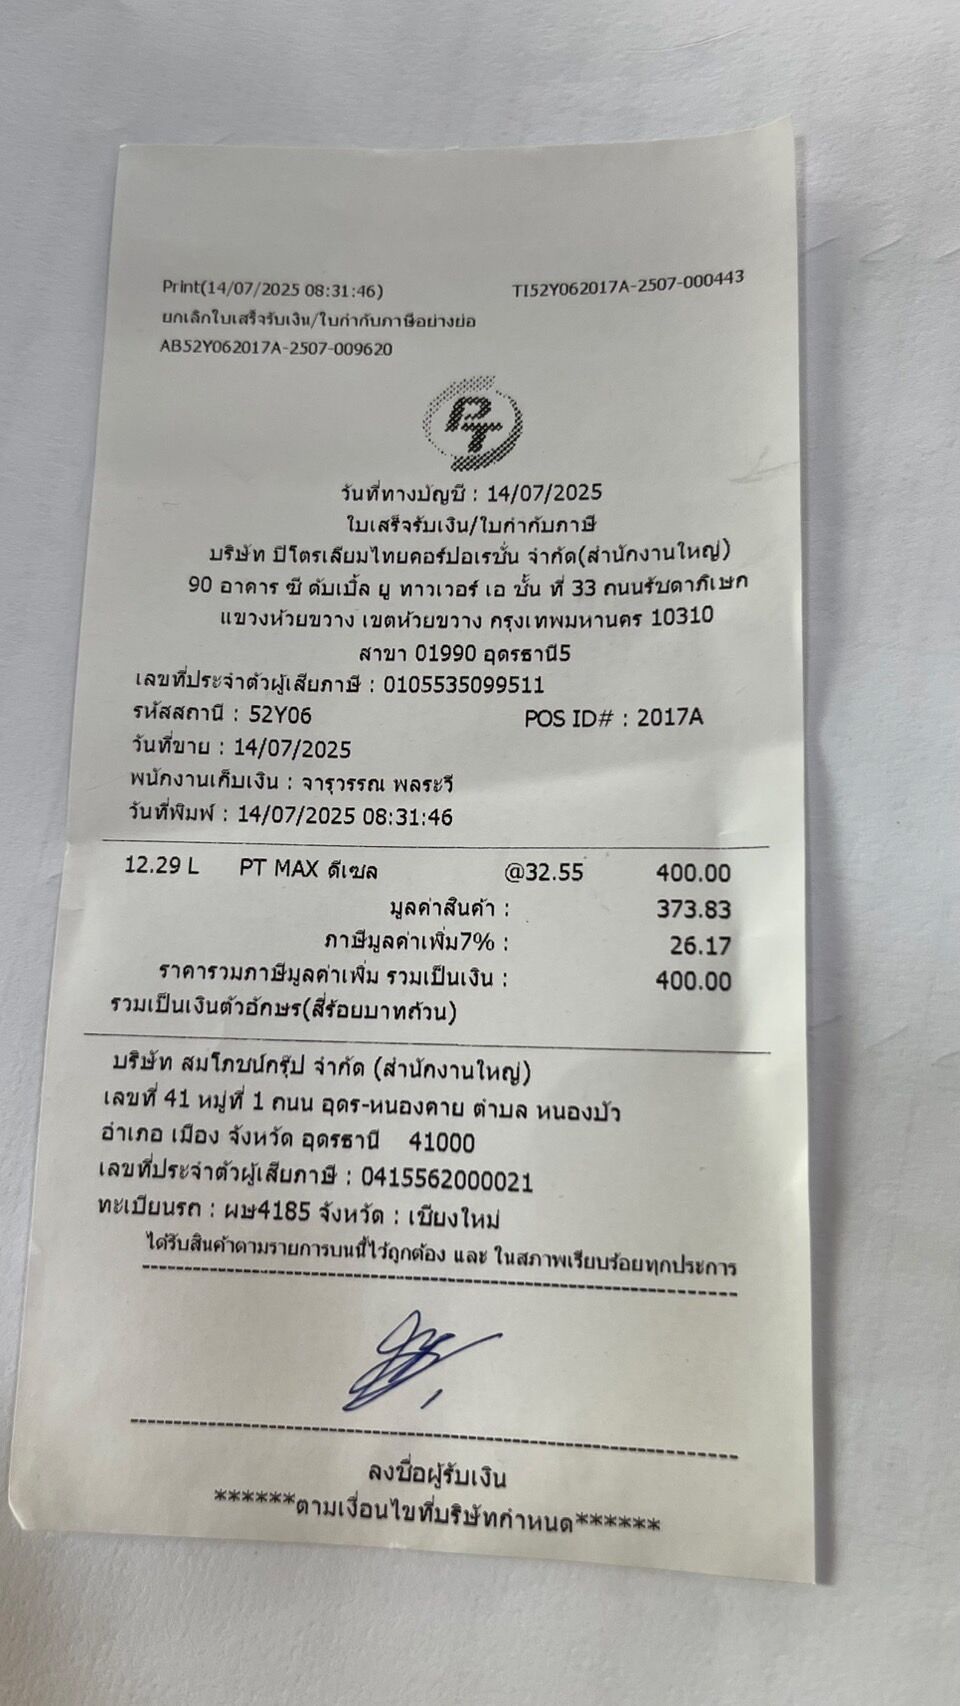 Print(14/07/2025 08:31:46) TI52Y062017A-2507-000443
ยกเลิกใบเสร็จรับเงิน/ใบกำกับภาษีอย่างย่อ
AB52Y062017A-2507-009620
PT
วันที่ทางบัญชี : 14/07/2025
ใบเสร็จรับเงิน/ใบกำกับภาษี
บริษัท ปิโตรเลียมไทยคอร์ปอเรชั่น จำกัด(สำนักงานใหญ่)
90 อาคาร ซี ดับเบิ้ล ยู ทาวเวอร์ เอ ชั้น ที่ 33 ถนนรัชดาภิเษก
แขวงห้วยขวาง เขตห้วยขวาง กรุงเทพมหานคร 10310
สาขา 01990 อุดรธานี5
เลขที่ประจำตัวผู้เสียภาษี : 0105535099511
รหัสสถานี : 52Y06 POS ID# : 2017A
วันที่ขาย : 14/07/2025
พนักงานเก็บเงิน : จารุวรรณ พลระวี
วันที่พิมพ์ : 14/07/2025 08:31:46
12.29 L PT MAX ดีเซล @32.55 400.00
มูลค่าสินค้า : 373.83
ภาษีมูลค่าเพิ่ม7% : 26.17
ราคารวมภาษีมูลค่าเพิ่ม รวมเป็นเงิน : 400.00
รวมเป็นเงินตัวอักษร(สี่ร้อยบาทถ้วน)
บริษัท สมโภชน์กรุ๊ป จำกัด (สำนักงานใหญ่)
เลขที่ 41 หมู่ที่ 1 ถนน อุดร-หนองคาย ตำบล หนองบัว
อำเภอ เมือง จังหวัด อุดรธานี 41000
เลขที่ประจำตัวผู้เสียภาษี : 0415562000021
ทะเบียนรถ : ผษ4185 จังหวัด : เชียงใหม่
ได้รับสินค้าตามรายการบนนี้ไว้ถูกต้อง และ ในสภาพเรียบร้อยทุกประการ
ลงชื่อผู้รับเงิน
******ตามเงื่อนไขที่บริษัทกำหนด******